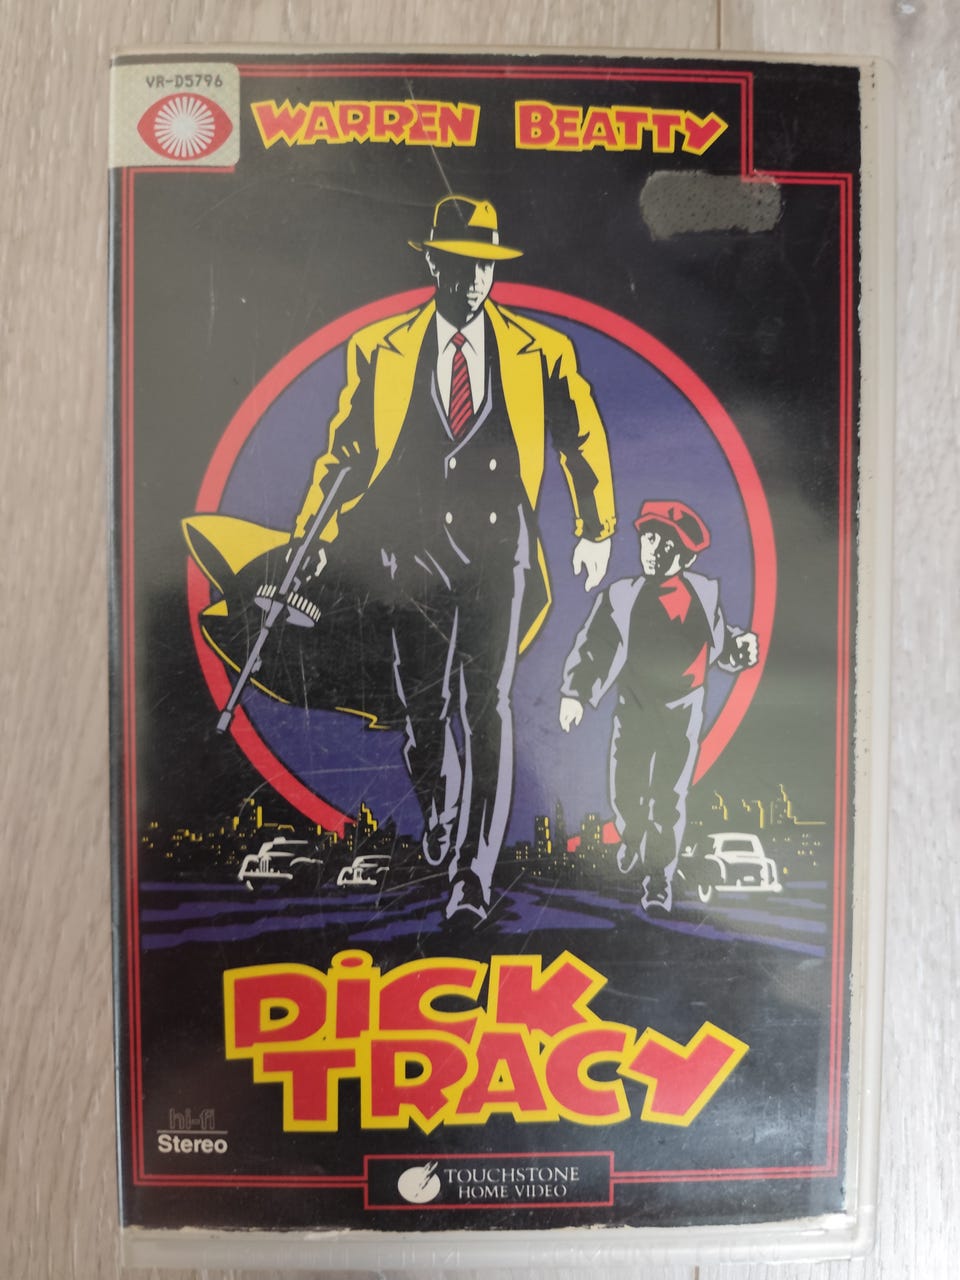 VR-D5796
WARREN BEATTY
DiCK
TRACY
hi-fi
Stereo
TOUCHSTONE
HOME VIDEO